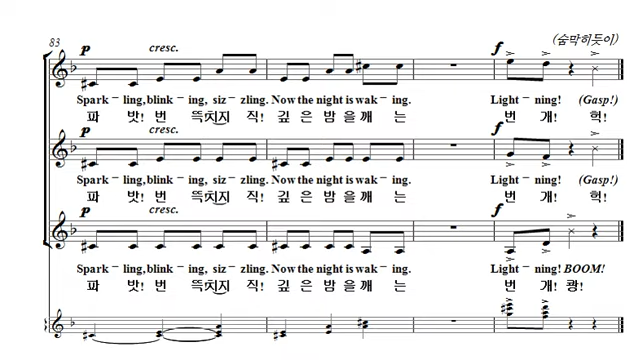 (숨막히듯이)
83 p cresc. f
Spark - ling, blink - ing, siz - zling. Now the night is wak - ing. Light - ning! (Gasp!)
파 밧! 번 뜩치지 직! 깊 은 밤 을 깨 는 번 개! 헉!
p cresc. f
Spark - ling, blink - ing, siz - zling. Now the night is wak - ing. Light - ning! (Gasp!)
파 밧! 번 뜩치지 직! 깊 은 밤 을 깨 는 번 개! 헉!
p cresc. f
Spark - ling, blink - ing, siz - zling. Now the night is wak - ing. Light - ning! BOOM!
파 밧! 번 뜩치지 직! 깊 은 밤 을 깨 는 번 개! 쾅!